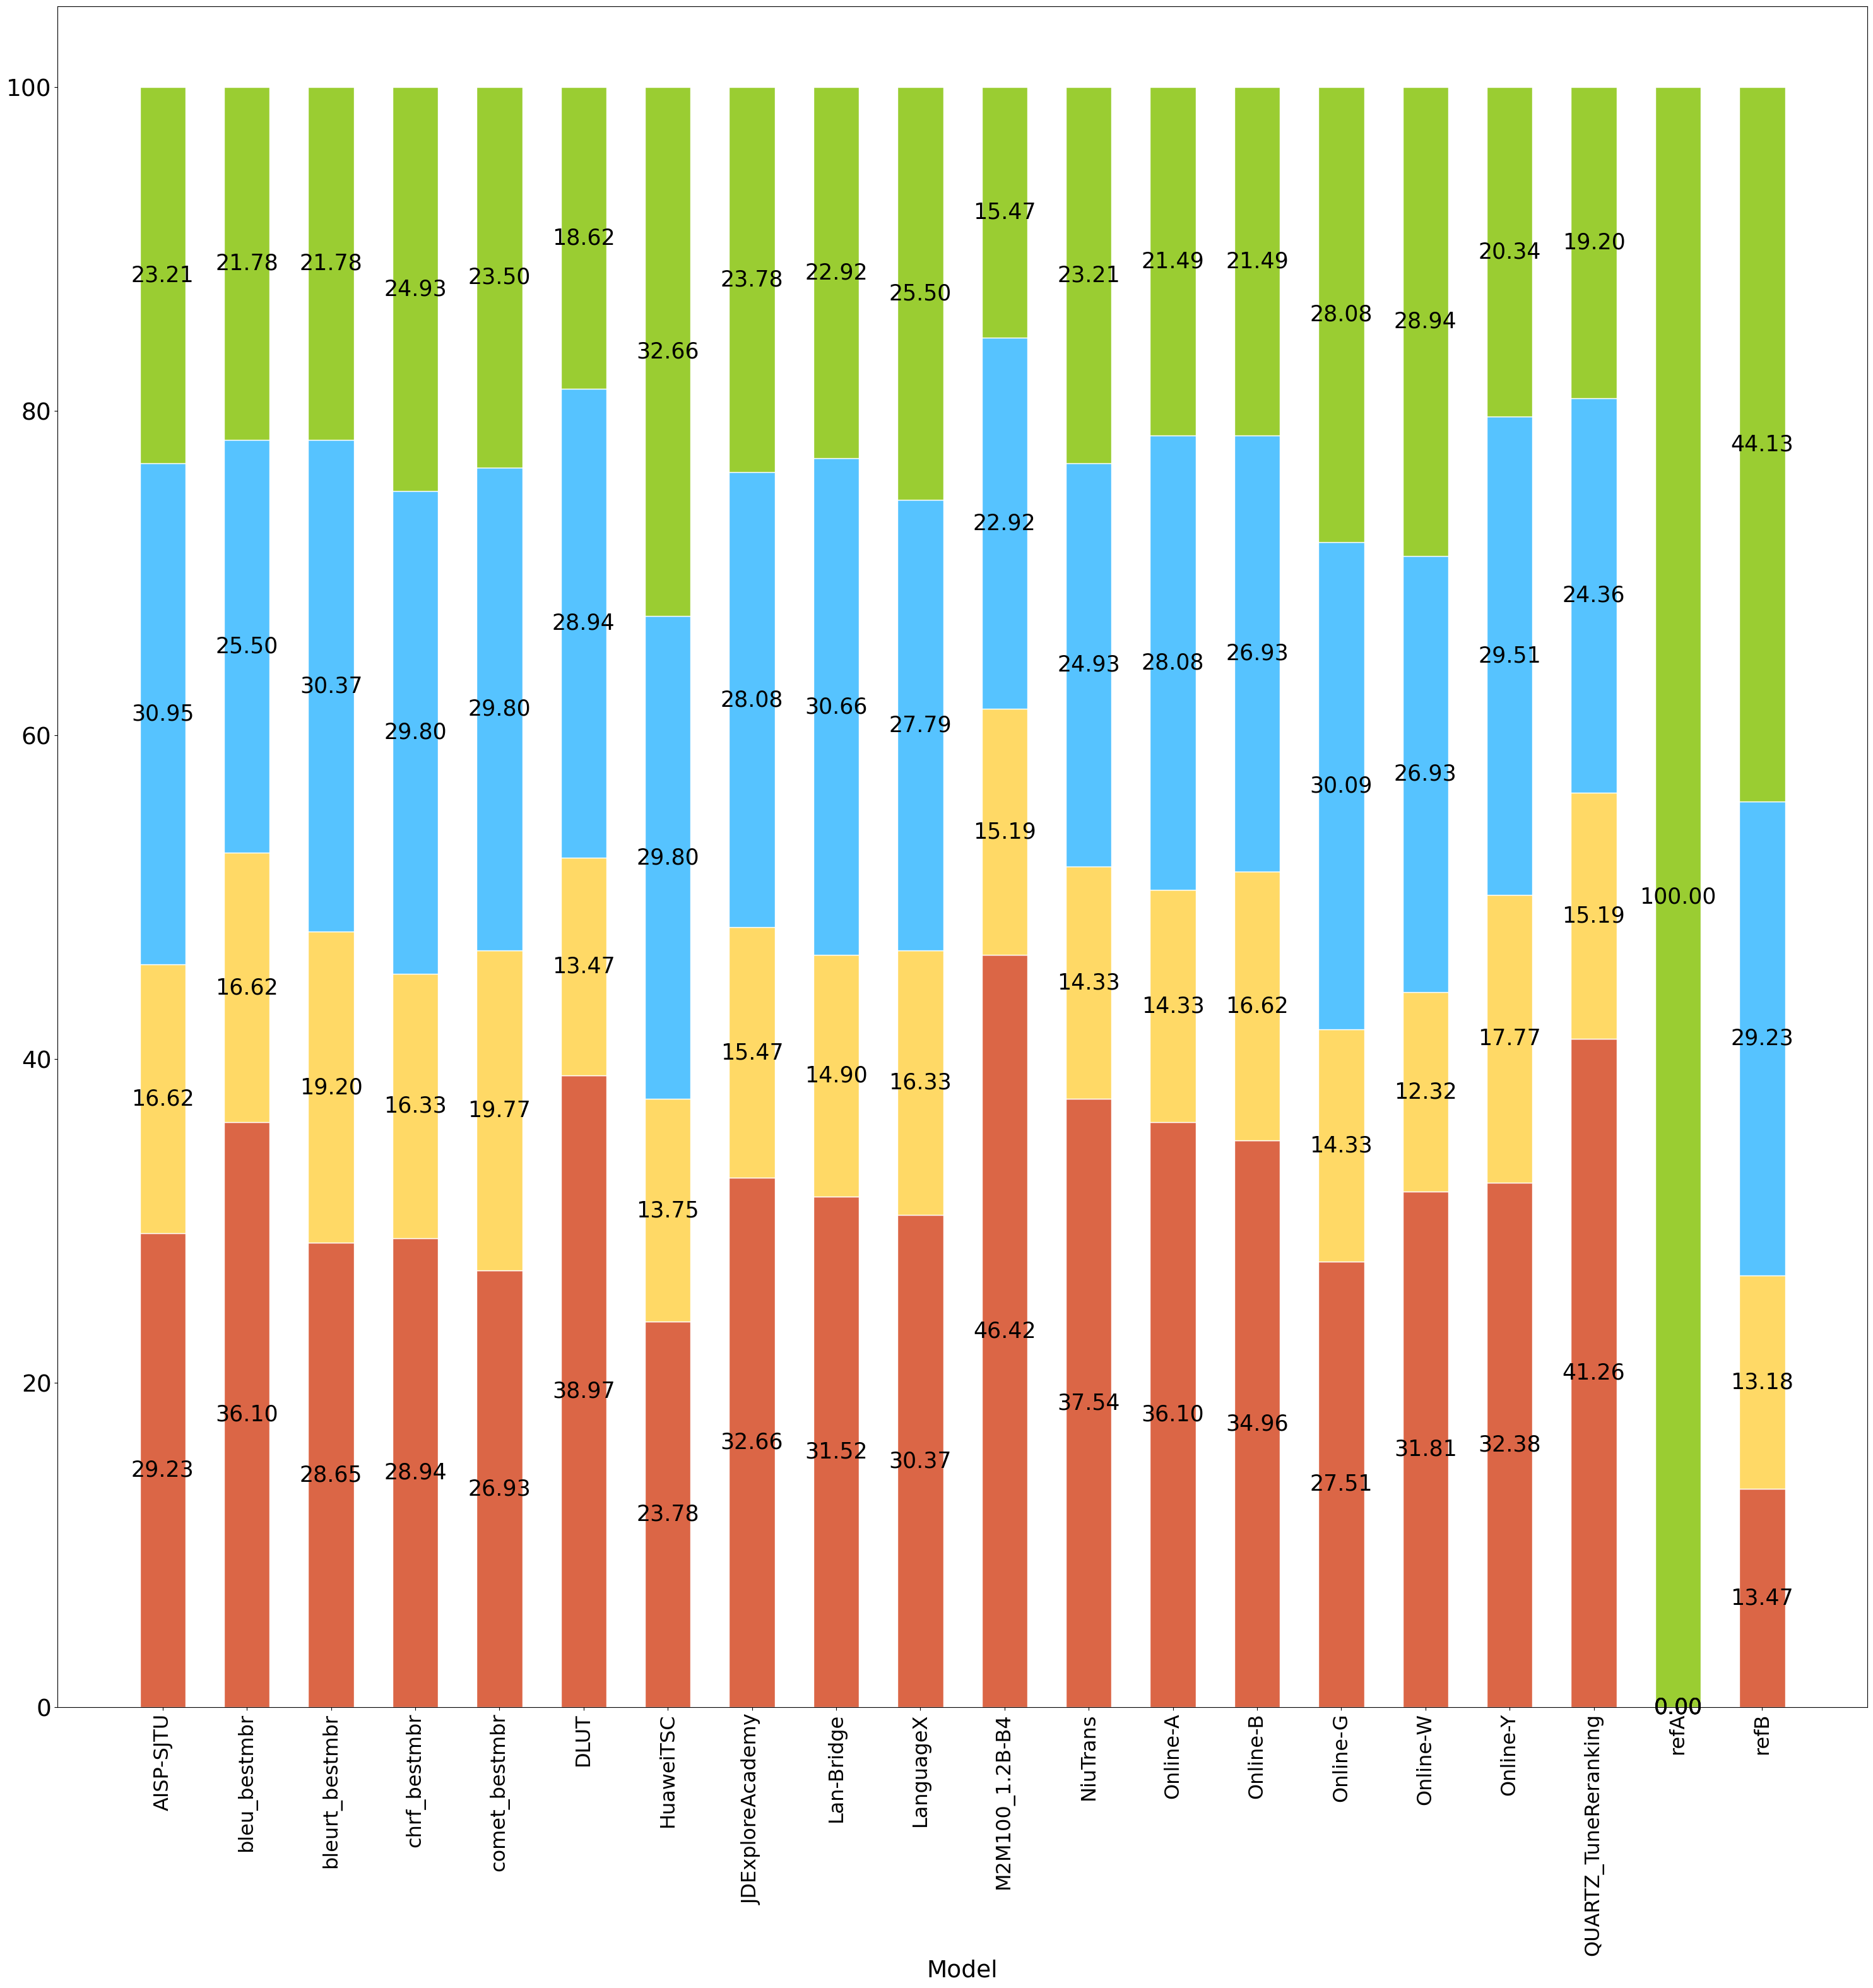 100
80
60
40
20
0
23.21 21.78 21.78 24.93 23.50 18.62 32.66 23.78 22.92 25.50 15.47 23.21 21.49 21.49 28.08 28.94 20.34 19.20 100.00 44.13
30.95 25.50 30.37 29.80 29.80 28.94 29.80 28.08 30.66 27.79 22.92 24.93 28.08 26.93 30.09 26.93 29.51 24.36 29.23
16.62 16.62 19.20 16.33 19.77 13.47 13.75 15.47 14.90 16.33 15.19 14.33 14.33 16.62 14.33 12.32 17.77 15.19 13.18
29.23 36.10 28.65 28.94 26.93 38.97 23.78 32.66 31.52 30.37 46.42 37.54 36.10 34.96 27.51 31.81 32.38 41.26 0.00 13.47
AISP-SJTU
bleu_bestmbr
bleurt_bestmbr
chrf_bestmbr
comet_bestmbr
DLUT
HuaweiTSC
JDExploreAcademy
Lan-Bridge
LanguageX
M2M100_1.2B-B4
NiuTrans
Online-A
Online-B
Online-G
Online-W
Online-Y
QUARTZ_TuneReranking
refA
refB
Model